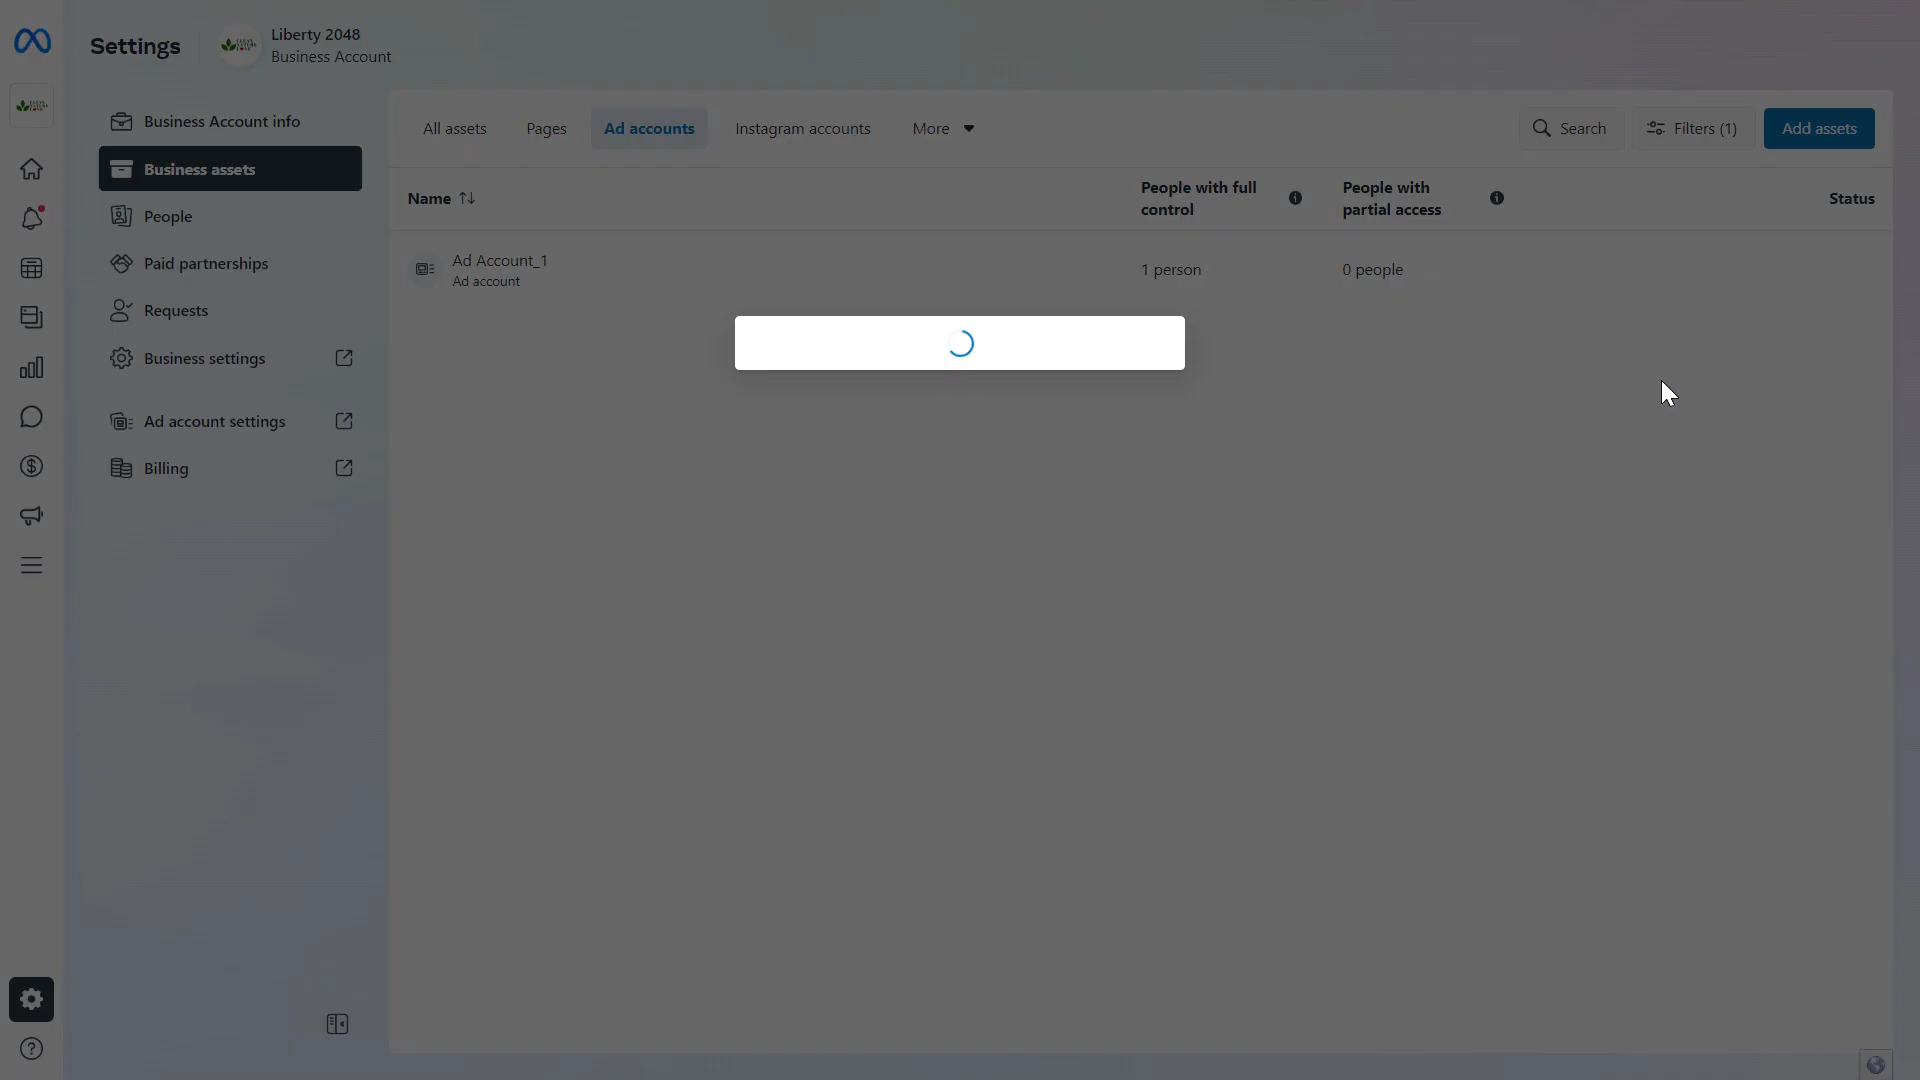 Settings
Liberty 2048
Business Account
Business Account info
Business assets
People
Paid partnerships
Requests
Business settings
Ad account settings
Billing
All assets
Pages
Ad accounts
Instagram accounts
More
Search
Filters (1)
Add assets
Name
People with full
control
People with
partial access
Status
Ad Account_1
Ad account
1 person
0 people